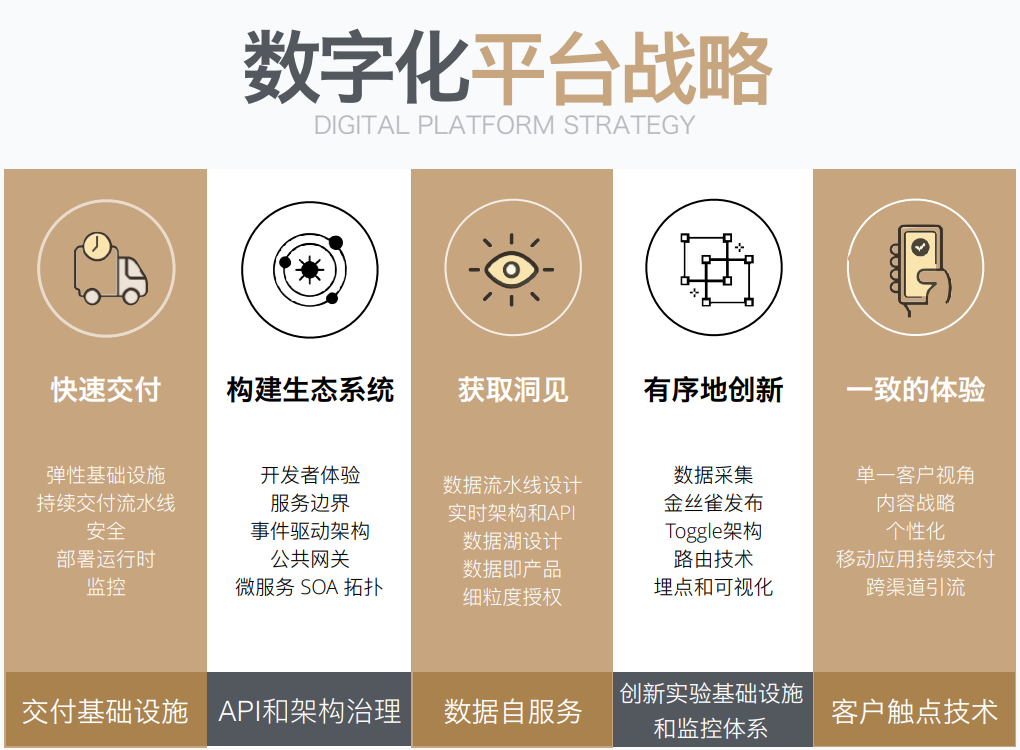 数字化平台战略
DIGITAL PLATFORM STRATEGY
快速交付
弹性基础设施
持续交付流水线
安全
部署运行时
监控
交付基础设施
构建生态系统
开发者体验
服务边界
事件驱动架构
公共网关
微服务 SOA 拓扑
API和架构治理
获取洞见
数据流水线设计
实时架构和API
数据湖设计
数据即产品
细粒度授权
数据自服务
有序地创新
数据采集
金丝雀发布
Toggle架构
路由技术
埋点和可视化
创新实验基础设施
和监控体系
一致的体验
单一客户视角
内容战略
个性化
移动应用持续交付
跨渠道引流
客户触点技术